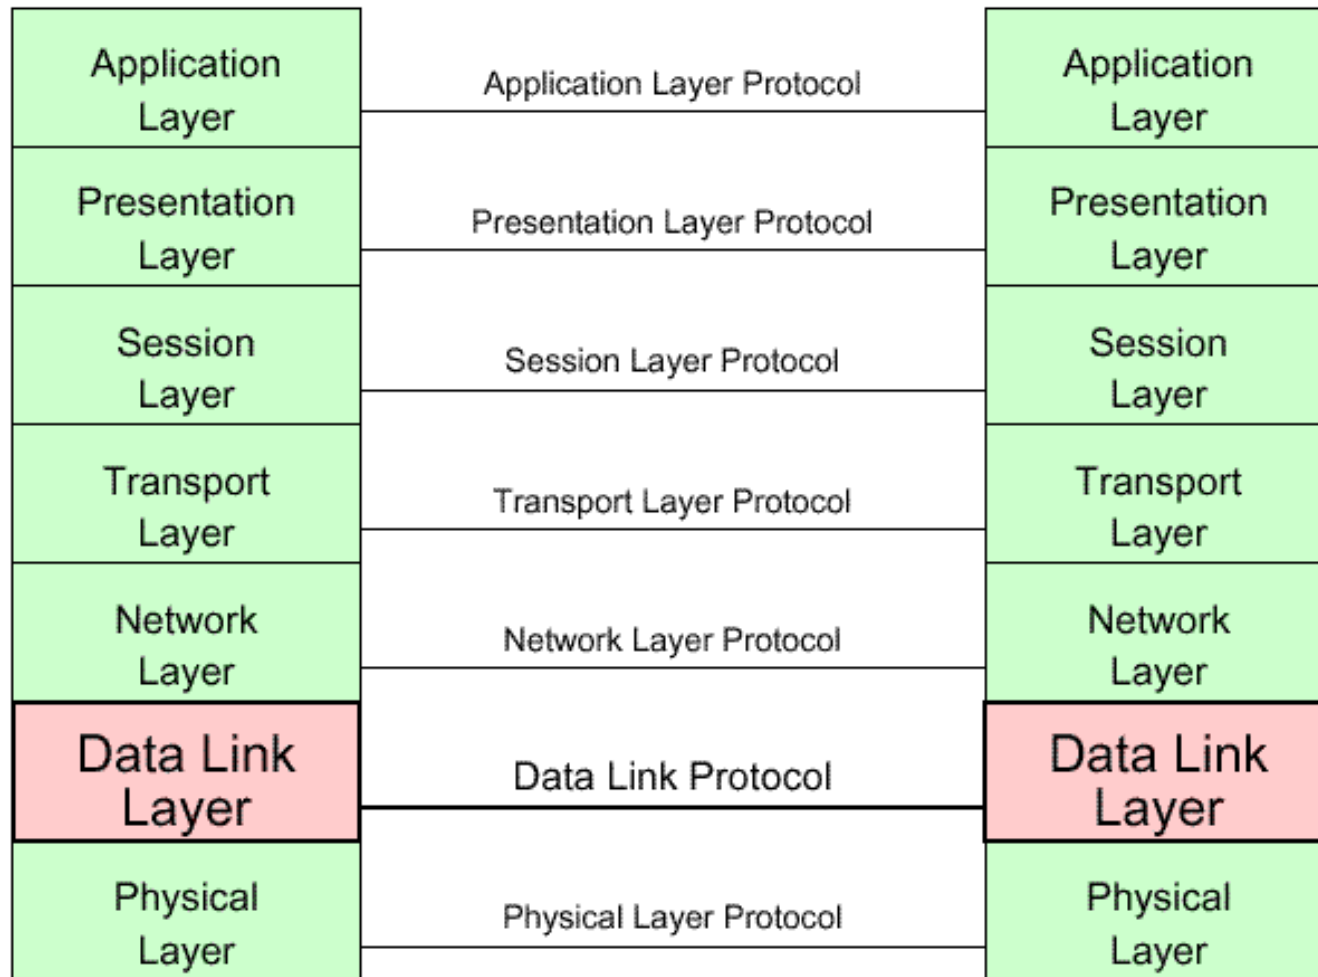 Application
Layer
Application Layer Protocol
Application
Layer
Presentation
Layer
Presentation Layer Protocol
Presentation
Layer
Session
Layer
Session Layer Protocol
Session
Layer
Transport
Layer
Transport Layer Protocol
Transport
Layer
Network
Layer
Network Layer Protocol
Network
Layer
Data Link
Layer
Data Link Protocol
Data Link
Layer
Physical
Layer
Physical Layer Protocol
Physical
Layer